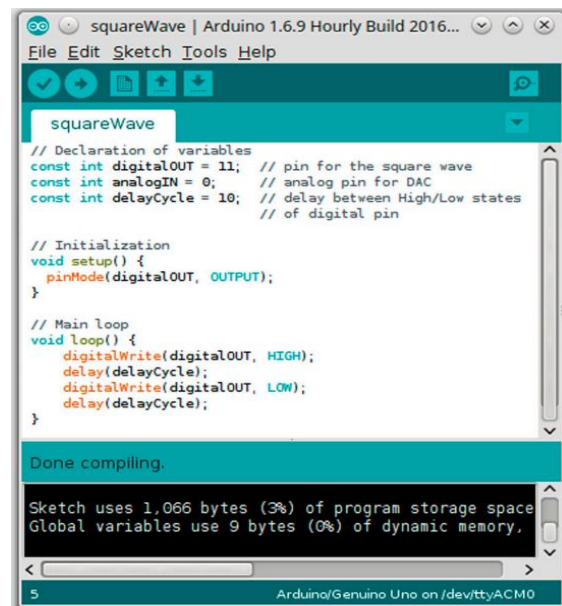 squareWave | Arduino 1.6.9 Hourly Build 2016...
File Edit Sketch Tools Help
squareWave
// Declaration of variables
const int digitalOUT = 11;  // pin for the square wave
const int analogIN = 0;     // analog pin for DAC
const int delayCycle = 10;  // delay between High/Low states
                            // of digital pin
// Initialization
void setup() {
  pinMode(digitalOUT, OUTPUT);
}
// Main loop
void loop() {
    digitalWrite(digitalOUT, HIGH);
    delay(delayCycle);
    digitalWrite(digitalOUT, LOW);
    delay(delayCycle);
}
Done compiling.
Sketch uses 1,066 bytes (3%) of program storage space
Global variables use 9 bytes (0%) of dynamic memory,
5 Arduino/Genuino Uno on /dev/ttyACM0